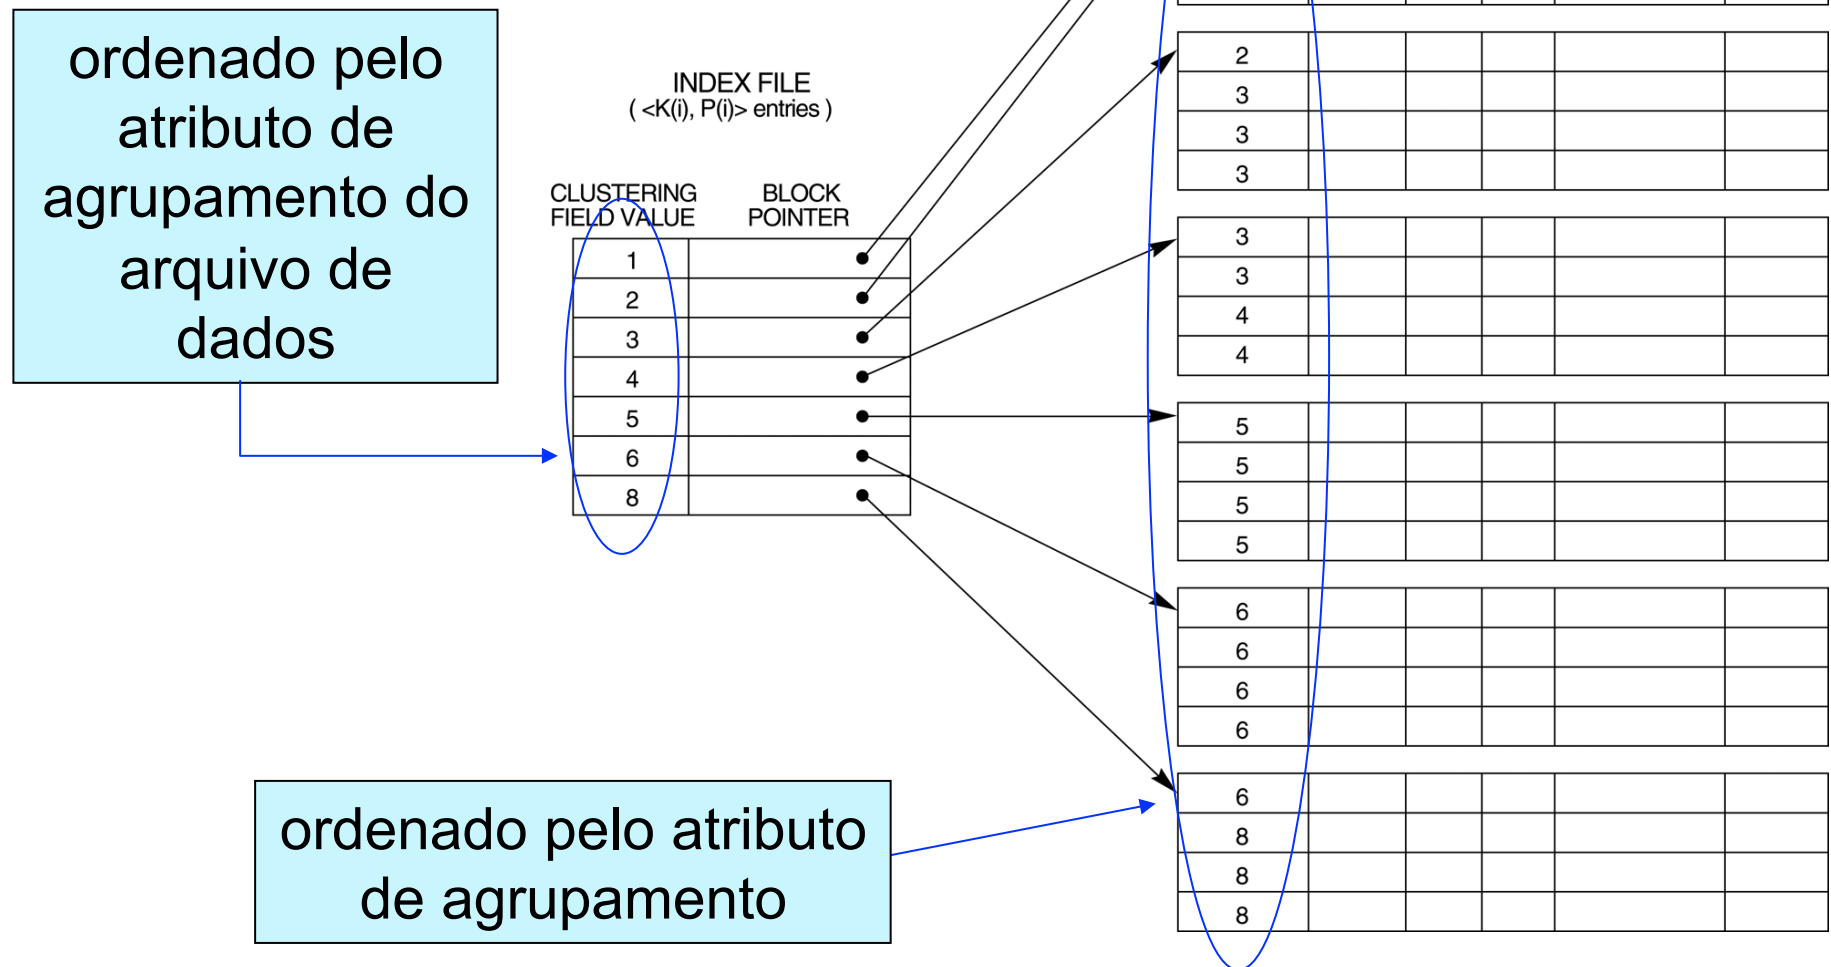 ordenado pelo
atributo de
agrupamento do
arquivo de
dados
INDEX FILE
( <K(i), P(i)> entries )
CLUSTERING FIELD VALUE
BLOCK POINTER
1
2
3
4
5
6
8
2
3
3
3
3
3
4
4
5
5
5
5
6
6
6
6
6
8
8
8
ordenado pelo atributo
de agrupamento